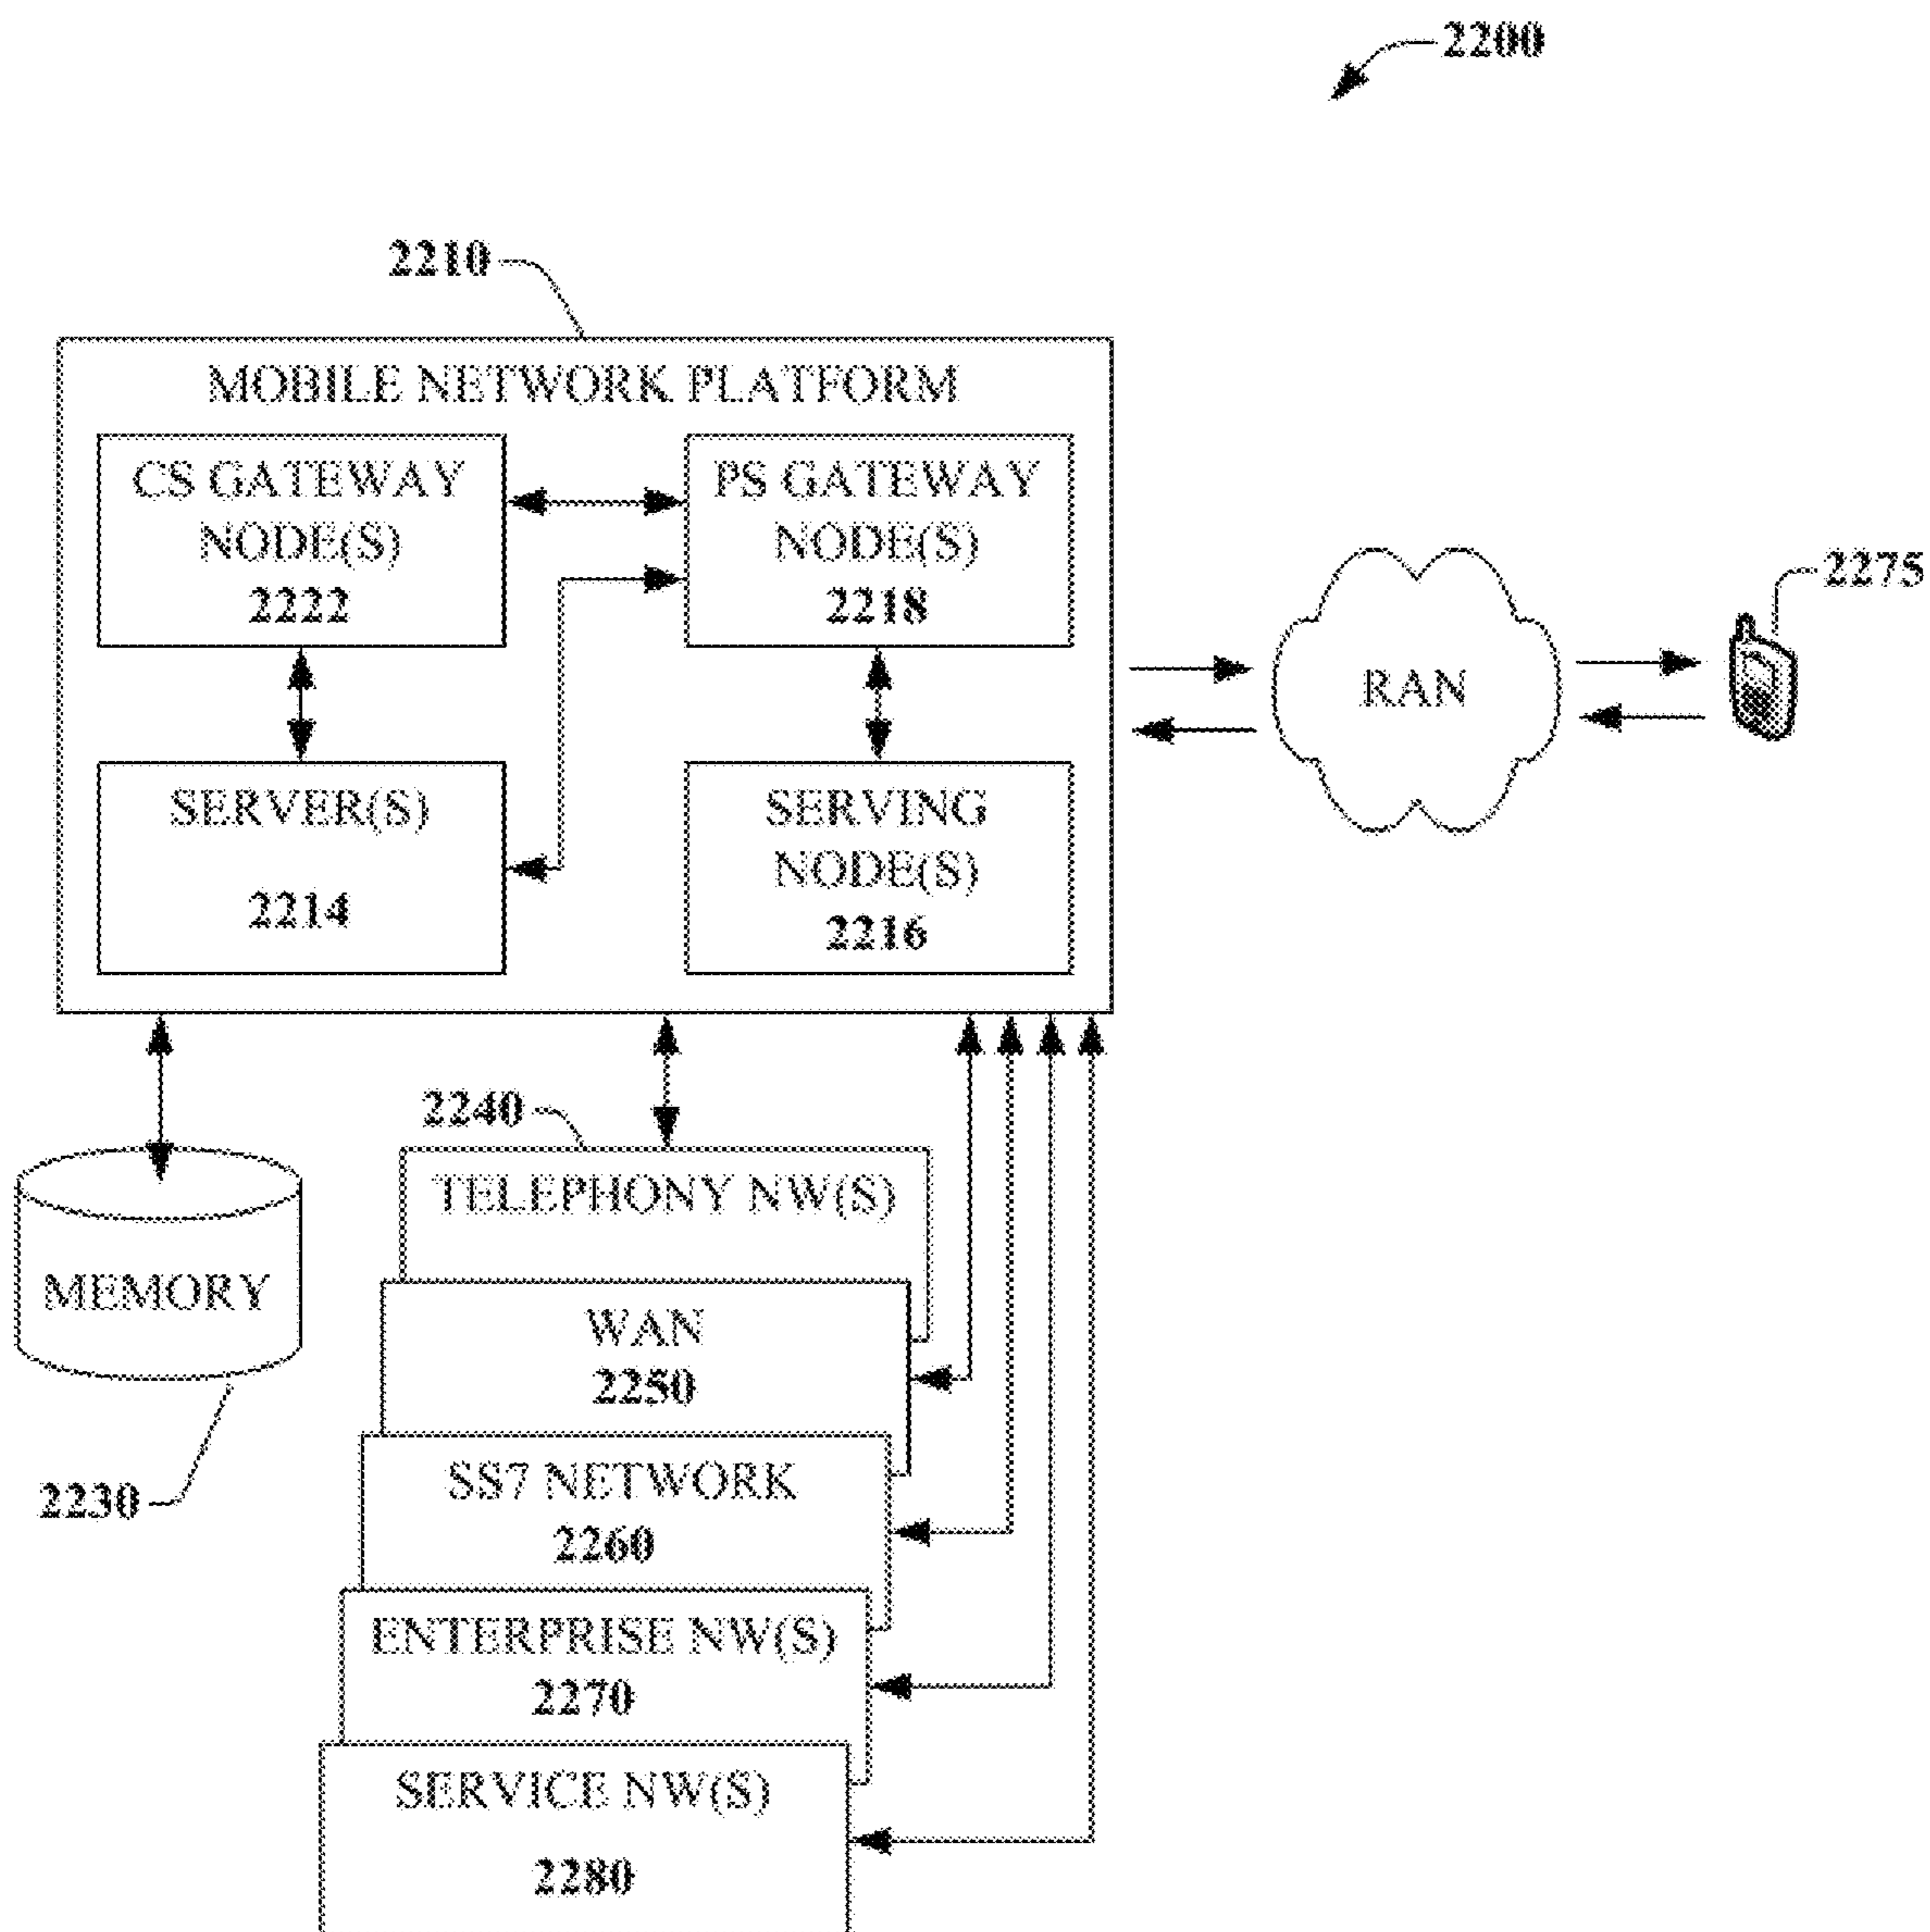 2200
2210
MOBILE NETWORK PLATFORM
CS GATEWAY
NODE(S)
2222
PS GATEWAY
NODE(S)
2218
SERVER(S)
2214
SERVING
NODE(S)
2216
RAN
2275
2240
TELEPHONY NW(S)
MEMORY
2230
WAN
2250
SS7 NETWORK
2260
ENTERPRISE NW(S)
2270
SERVICE NW(S)
2280